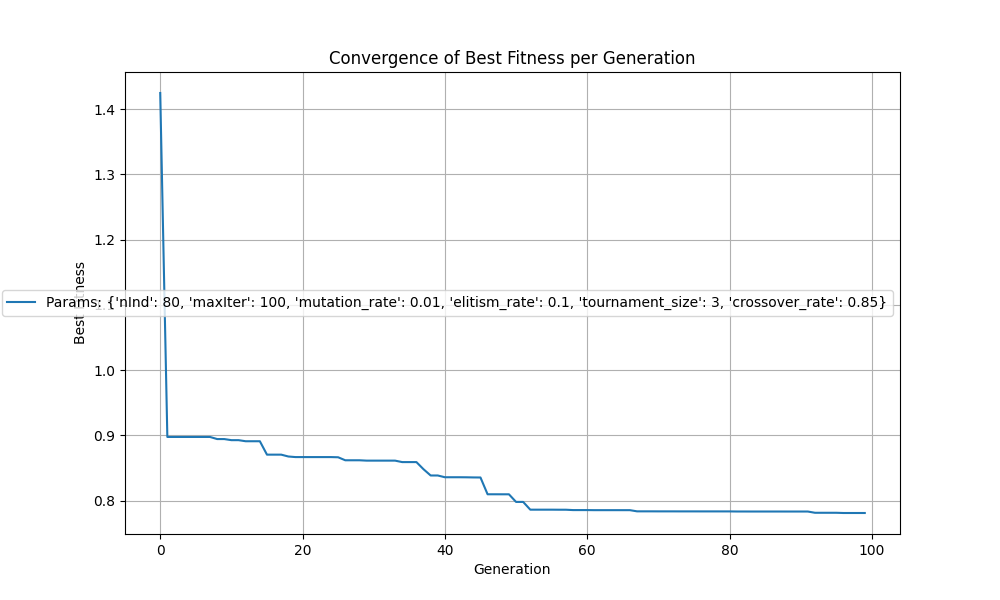 Convergence of Best Fitness per Generation
1.4
1.3
1.2
1.0
0.9
0.8
Best
ness
Params: {'nInd': 80, 'maxIter': 100, 'mutation_rate': 0.01, 'elitism_rate': 0.1, 'tournament_size': 3, 'crossover_rate': 0.85}
0 20 40 60 80 100
Generation